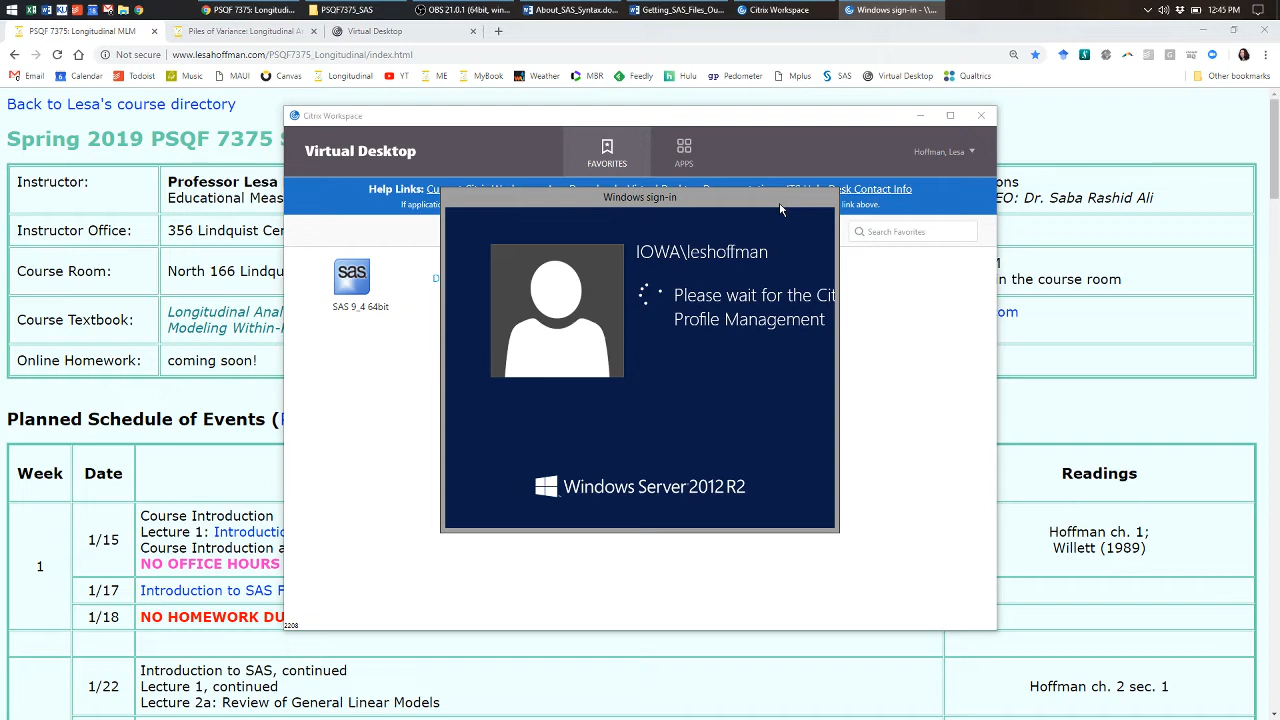 PSQF 7375: Longitudi...
PSQF7375_SAS
OBS 21.0.1 (64bit, win...
About_SAS_Syntax.do...
Getting_SAS_Files_Ou...
Citrix Workspace
Windows sign-in - \\...
12:45 PM
PSQF 7375: Longitudinal MLM
Piles of Variance: Longitudinal A
Virtual Desktop
Not secure
www.lesahoffman.com/PSQF7375_Longitudinal/index.html
Email
Calendar
Todoist
Music
MAUI
Canvas
Longitudinal
YT
ME
MyBook
Weather
MBR
Feedly
Hulu
Pedometer
Mplus
SAS
Virtual Desktop
Qualtrics
Other bookmarks
Back to Lesa's course directory
Spring 2019 PSQF 7375
Instructor:
Professor Lesa
Educational Meas
Instructor Office:
356 Lindquist Cen
Course Room:
North 166 Lindqu
Course Textbook:
Longitudinal Anal
Modeling Within-
Online Homework:
coming soon!
ons
EO: Dr. Saba Rashid Ali
n the course room
om
Citrix Workspace
Virtual Desktop
FAVORITES
APPS
Hoffman, Lesa
Help Links:
sk Contact Info
If application
link above.
Search Favorites
sas
SAS 9_4 64bit
D
2208
Windows sign-in
IOWA\leshoffman
Please wait for the Cit
Profile Management
Windows Server 2012 R2
Planned Schedule of Events (
Week
Date
Readings
1
1/15
Course Introduction
Lecture 1: Introductio
Course Introduction a
NO OFFICE HOURS
Hoffman ch. 1;
Willett (1989)
1/17
Introduction to SAS F
1/18
NO HOMEWORK DU
1/22
Introduction to SAS, continued
Lecture 1, continued
Lecture 2a: Review of General Linear Models
Hoffman ch. 2 sec. 1